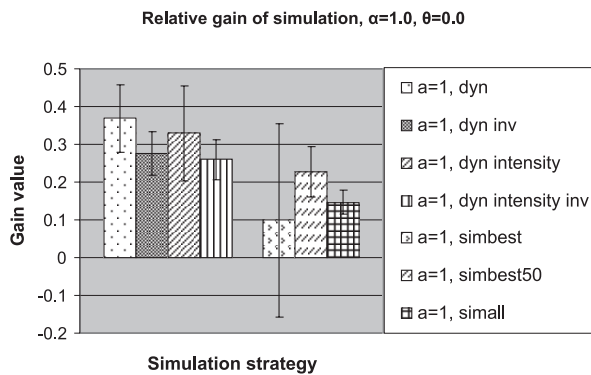 Relative gain of simulation, α=1.0, θ=0.0
Gain value
0.5
0.4
0.3
0.2
0.1
0
-0.1
-0.2
Simulation strategy
a=1, dyn
a=1, dyn inv
a=1, dyn intensity
a=1, dyn intensity inv
a=1, simbest
a=1, simbest50
a=1, simall